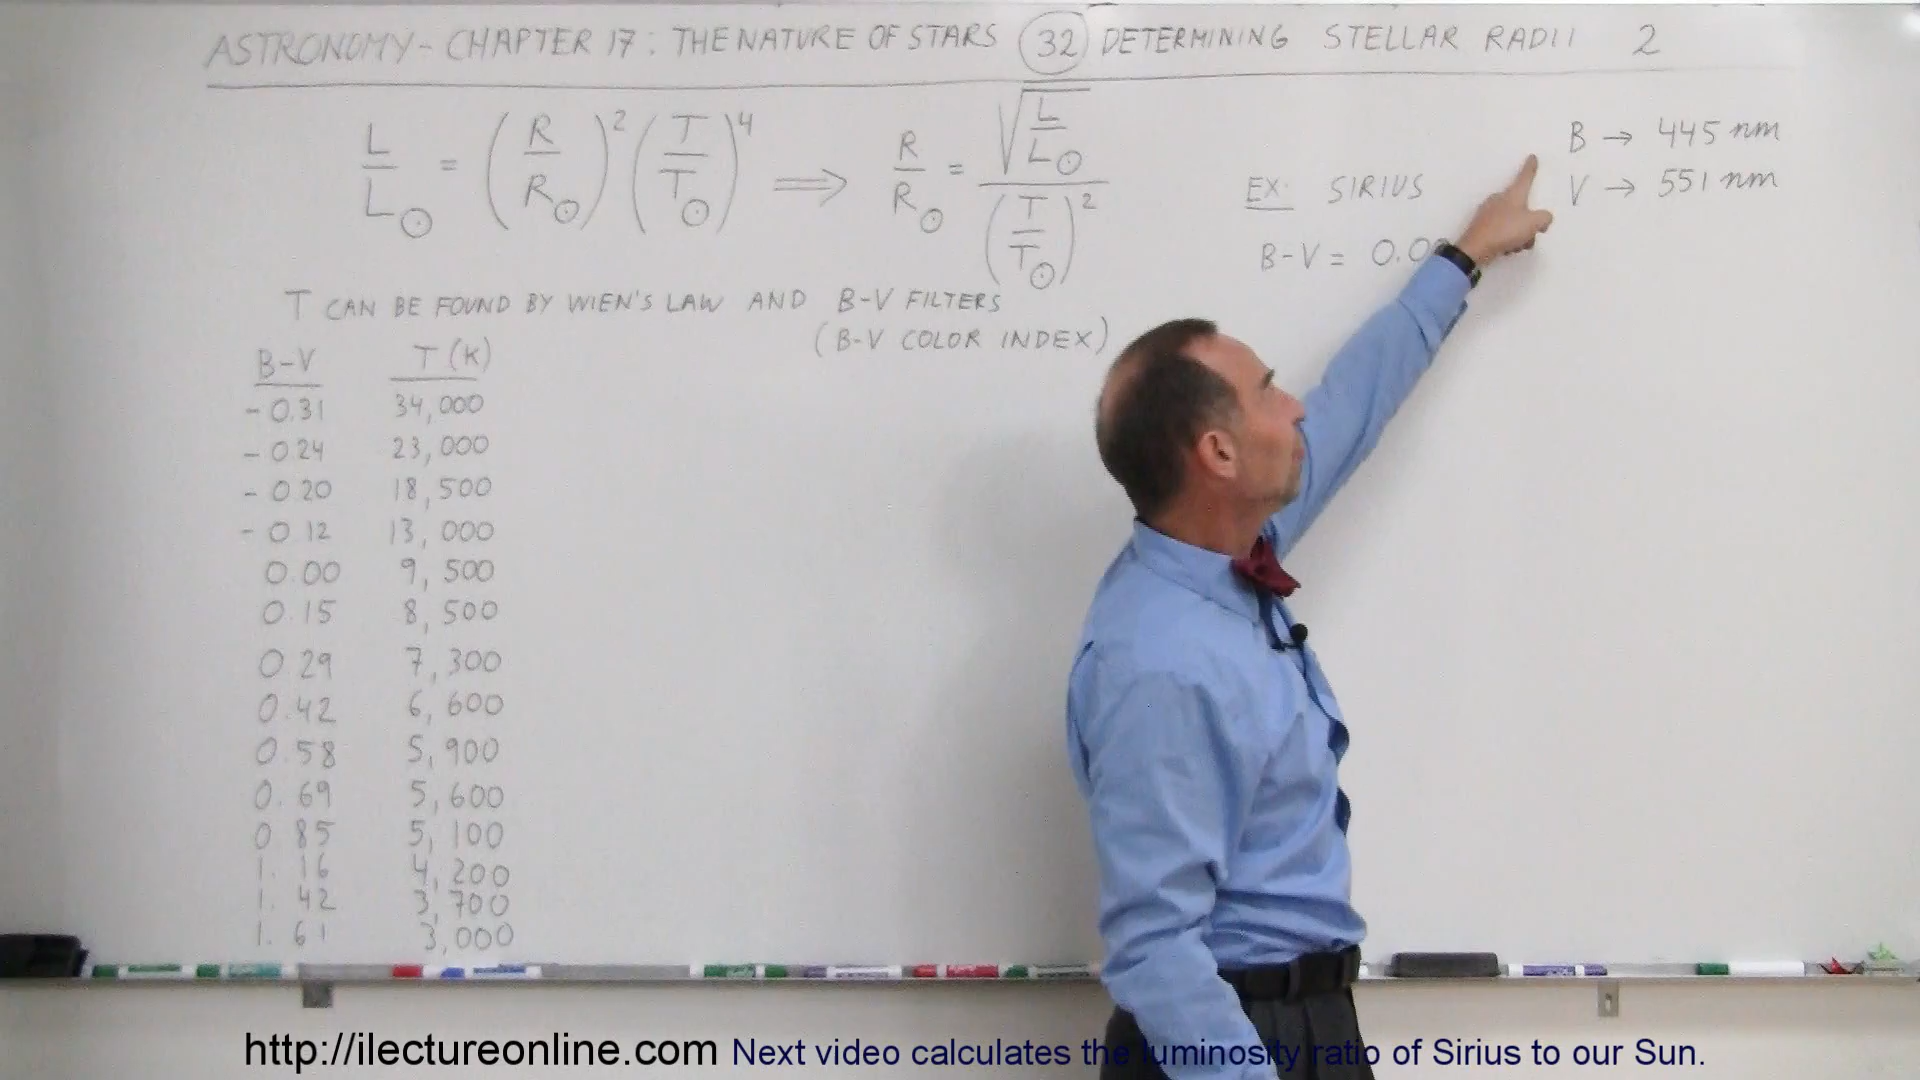 ASTRONOMY - CHAPTER 17: THE NATURE OF STARS (32) DETERMINING STELLAR RADII 2
L/L⊙ = (R/R⊙)² (T/T⊙)⁴ ⟹ R/R⊙ = √(L/L⊙) / (T/T⊙)²
B → 445 nm
V → 551 nm
EX: SIRIUS
B-V = 0.0
T CAN BE FOUND BY WIEN'S LAW AND B-V FILTERS
(B-V COLOR INDEX)
B-V T(K)
-0.31 34,000
-0.24 23,000
-0.20 18,500
-0.12 13,000
0.00 9,500
0.15 8,500
0.29 7,300
0.42 6,600
0.58 5,900
0.69 5,600
0.85 5,100
1.16 4,200
1.42 3,700
1.61 3,000
http://ilectureonline.com Next video calculates the luminosity ratio of Sirius to our Sun.